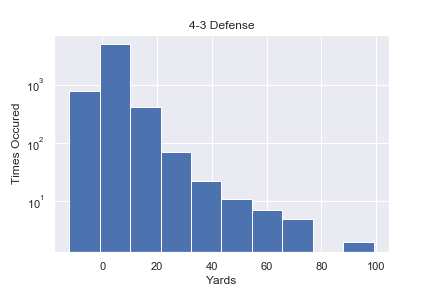 4-3 Defense
Times Occured
10³
10²
10¹
0 20 40 60 80 100
Yards